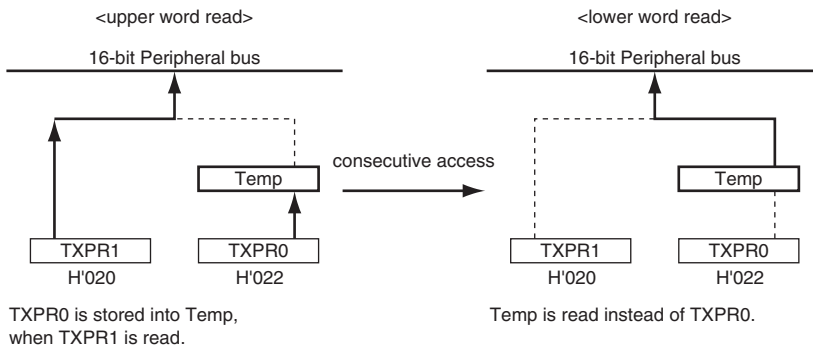 <upper word read>
16-bit Peripheral bus
Temp
TXPR1
TXPR0
H'020
H'022
TXPR0 is stored into Temp,
when TXPR1 is read.
consecutive access
<lower word read>
16-bit Peripheral bus
Temp
TXPR1
TXPR0
H'020
H'022
Temp is read instead of TXPR0.